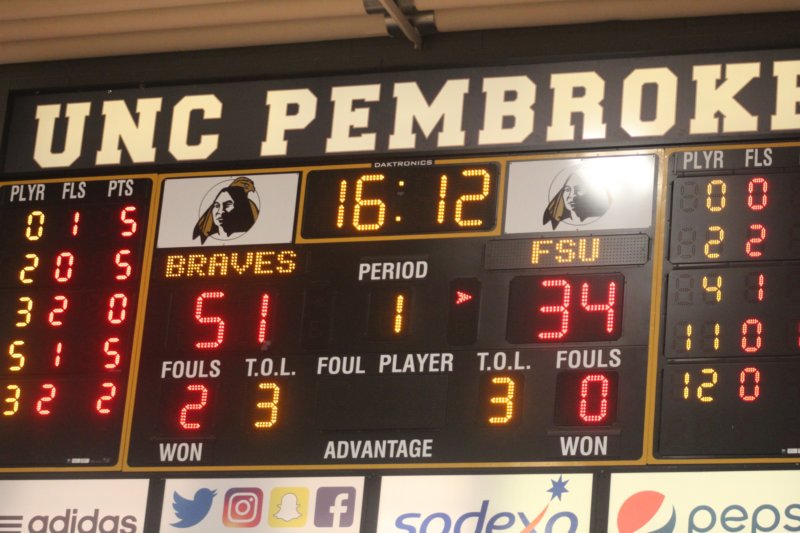 UNC PEMBROKE
DAKTRONICS
PLYR FLS PTS
0 1 5
2 0 5
3 2 0
5 1 5
3 2 2
16:12
BRAVES
FSU
PERIOD
51 1 34
FOULS T.O.L. FOUL PLAYER T.O.L. FOULS
2 3 3 0
WON ADVANTAGE WON
PLYR FLS
0 0
2 2
4 1
11 0
12 0
adidas
sodexo
pepsi